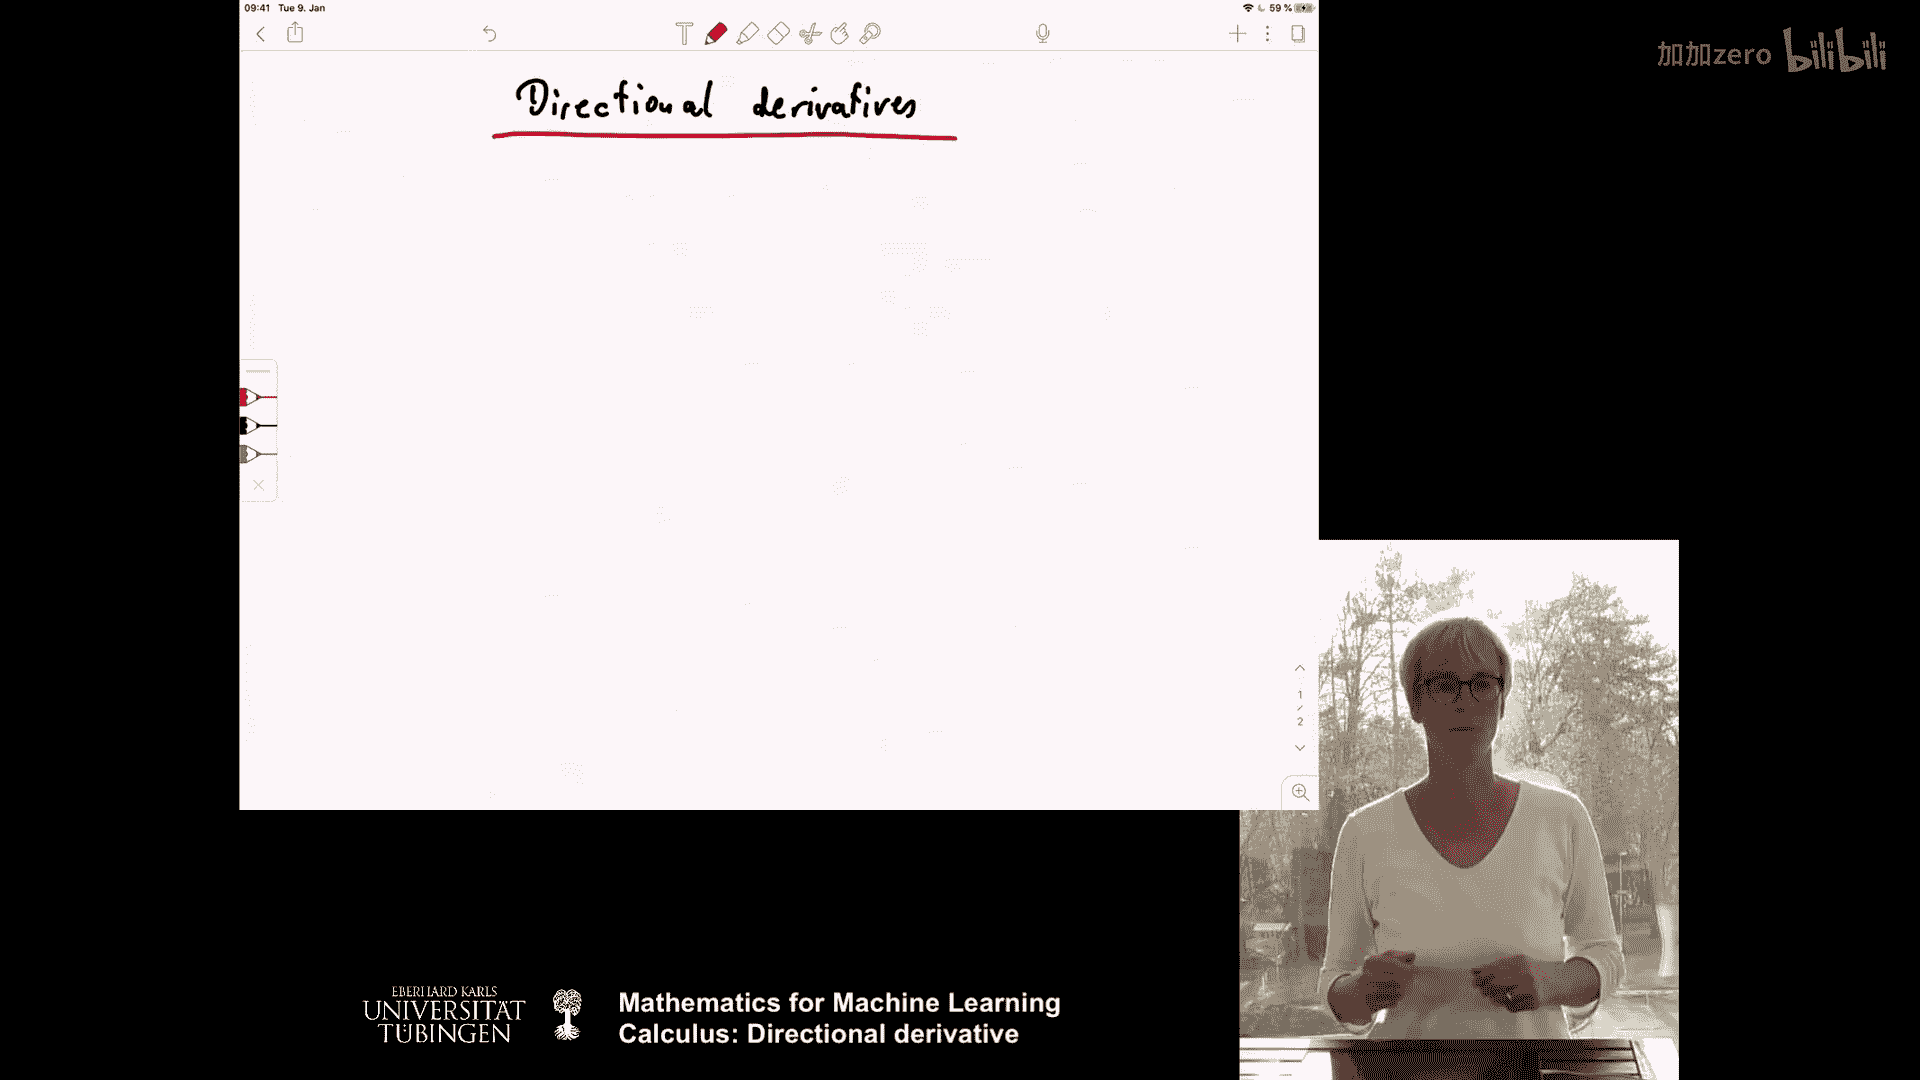 09:41 Tue 9. Jan
59 %
加加zero bilibili
Directional derivatives
1
/
2
EBERHARD KARLS
UNIVERSITÄT
TÜBINGEN
Mathematics for Machine Learning
Calculus: Directional derivative